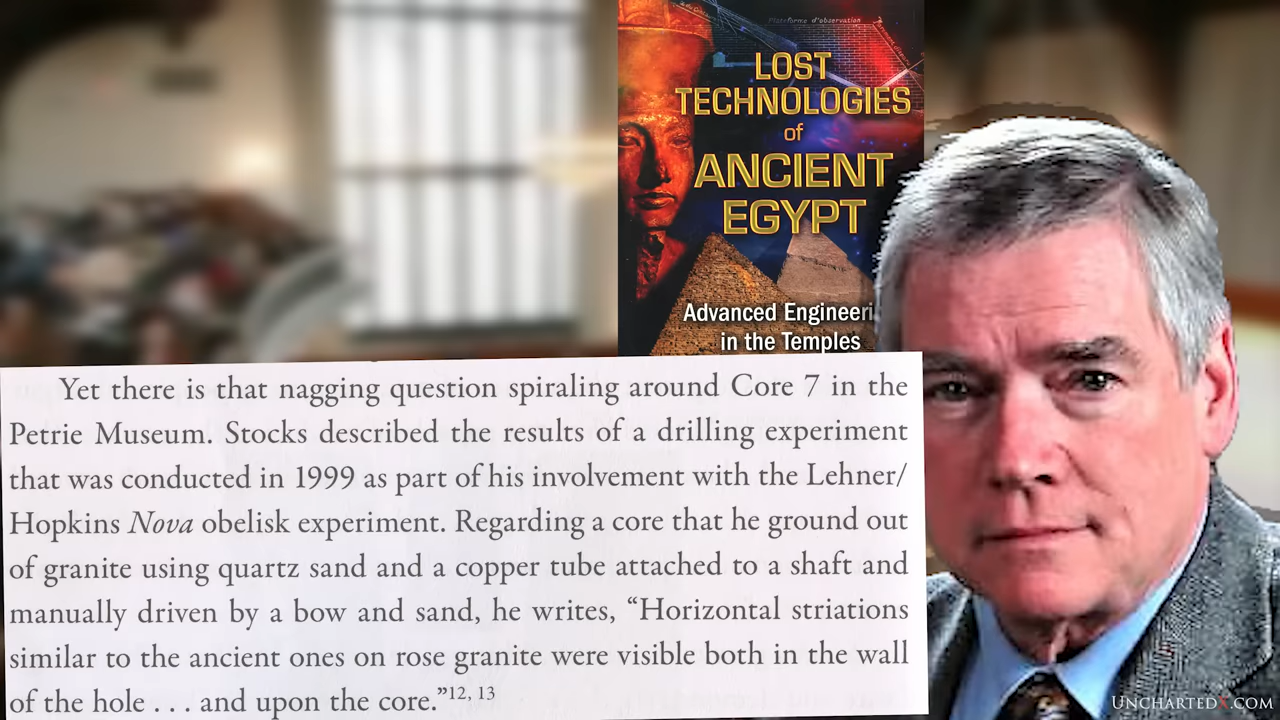 Plateforme d'observation
LOST
TECHNOLOGIES
of
ANCIENT
EGYPT
Advanced Engineeri
in the Temples
Yet there is that nagging question spiraling around Core 7 in the
Petrie Museum. Stocks described the results of a drilling experiment
that was conducted in 1999 as part of his involvement with the Lehner/
Hopkins Nova obelisk experiment. Regarding a core that he ground out
of granite using quartz sand and a copper tube attached to a shaft and
manually driven by a bow and sand, he writes, “Horizontal striations
similar to the ancient ones on rose granite were visible both in the wall
of the hole . . . and upon the core.”12, 13
UNCHARTEDX.COM